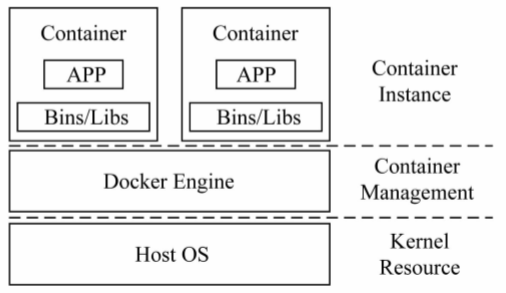 Container
APP
Bins/Libs
Container
APP
Bins/Libs
Container
Instance
Docker Engine
Container
Management
Host OS
Kernel
Resource